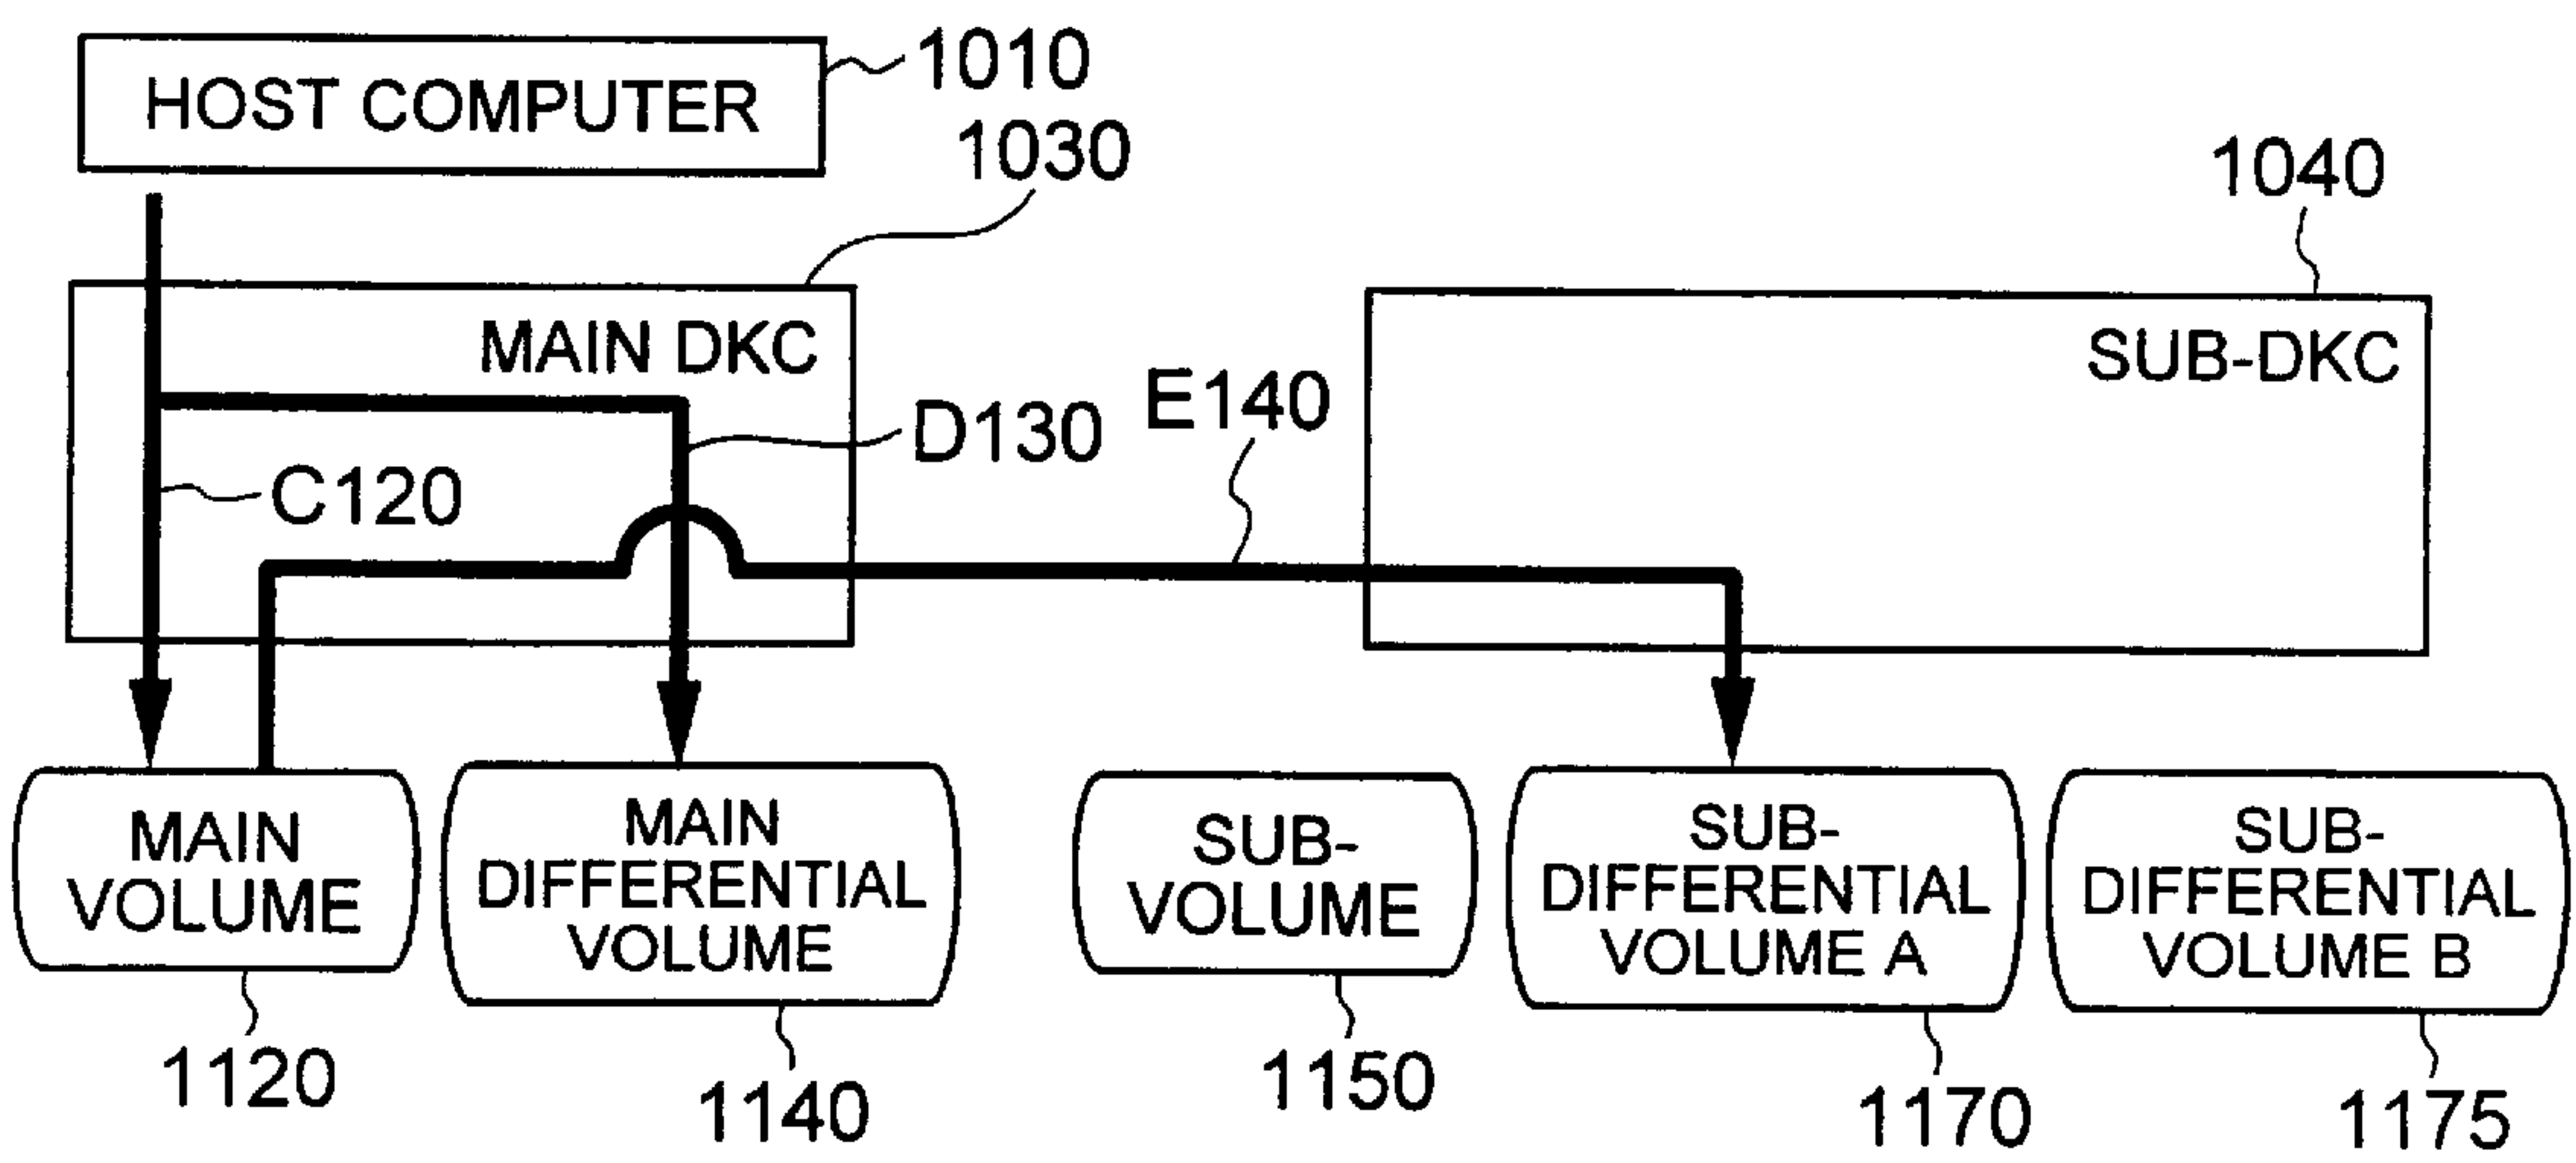 HOST COMPUTER
1010
1030
1040
MAIN DKC
SUB-DKC
E140
D130
C120
MAIN
VOLUME
MAIN
DIFFERENTIAL
VOLUME
SUB-
VOLUME
SUB-
DIFFERENTIAL
VOLUME A
SUB-
DIFFERENTIAL
VOLUME B
1120
1140
1150
1170
1175